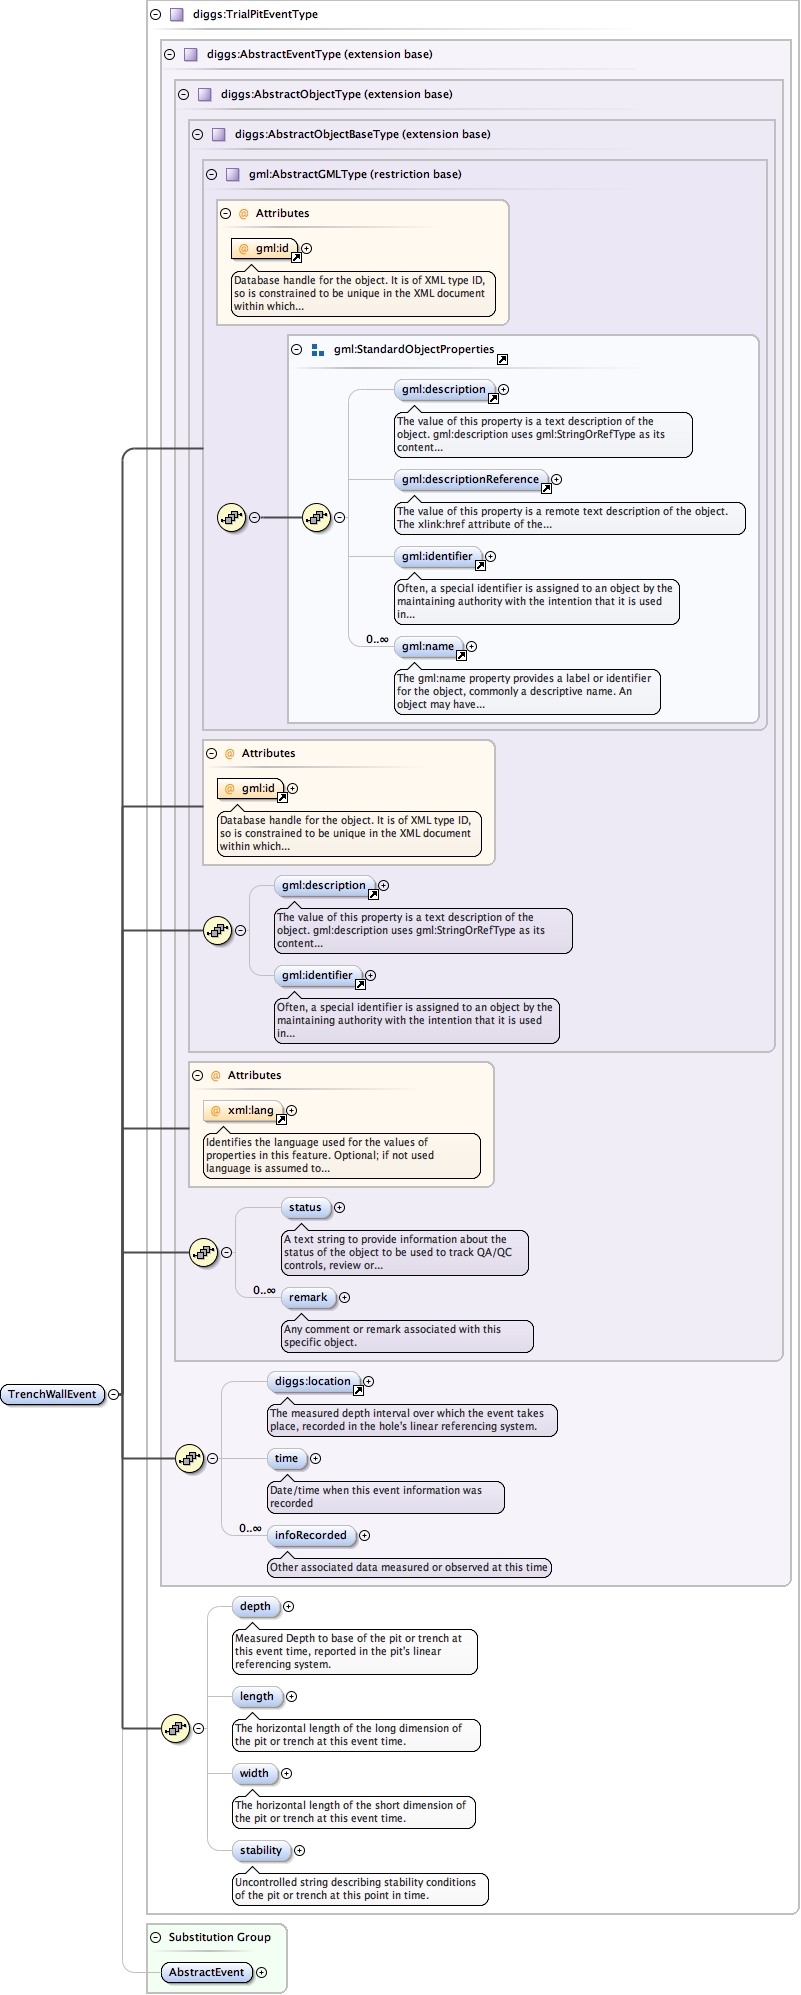 diggs:TrialPitEventType
diggs:AbstractEventType (extension base)
diggs:AbstractObjectType (extension base)
diggs:AbstractObjectBaseType (extension base)
gml:AbstractGMLType (restriction base)
@ Attributes
@ gml:id
Database handle for the object. It is of XML type ID,
so is constrained to be unique in the XML document
within which...
gml:StandardObjectProperties
gml:description
The value of this property is a text description of the
object. gml:description uses gml:StringOrRefType as its
content...
gml:descriptionReference
The value of this property is a remote text description of the object.
The xlink:href attribute of the...
gml:identifier
Often, a special identifier is assigned to an object by the
maintaining authority with the intention that it is used
in...
0..∞
gml:name
The gml:name property provides a label or identifier
for the object, commonly a descriptive name. An
object may have...
@ Attributes
@ gml:id
Database handle for the object. It is of XML type ID,
so is constrained to be unique in the XML document
within which...
gml:description
The value of this property is a text description of the
object. gml:description uses gml:StringOrRefType as its
content...
gml:identifier
Often, a special identifier is assigned to an object by the
maintaining authority with the intention that it is used
in...
@ Attributes
@ xml:lang
Identifies the language used for the values of
properties in this feature. Optional; if not used
language is assumed to...
status
A text string to provide information about the
status of the object to be used to track QA/QC
controls, review or...
0..∞
remark
Any comment or remark associated with this
specific object.
TrenchWallEvent
diggs:location
The measured depth interval over which the event takes
place, recorded in the hole's linear referencing system.
time
Date/time when this event information was
recorded
0..∞
infoRecorded
Other associated data measured or observed at this time
depth
Measured Depth to base of the pit or trench at
this event time, reported in the pit's linear
referencing system.
length
The horizontal length of the long dimension of
the pit or trench at this event time.
width
The horizontal length of the short dimension of
the pit or trench at this event time.
stability
Uncontrolled string describing stability conditions
of the pit or trench at this point in time.
Substitution Group
AbstractEvent